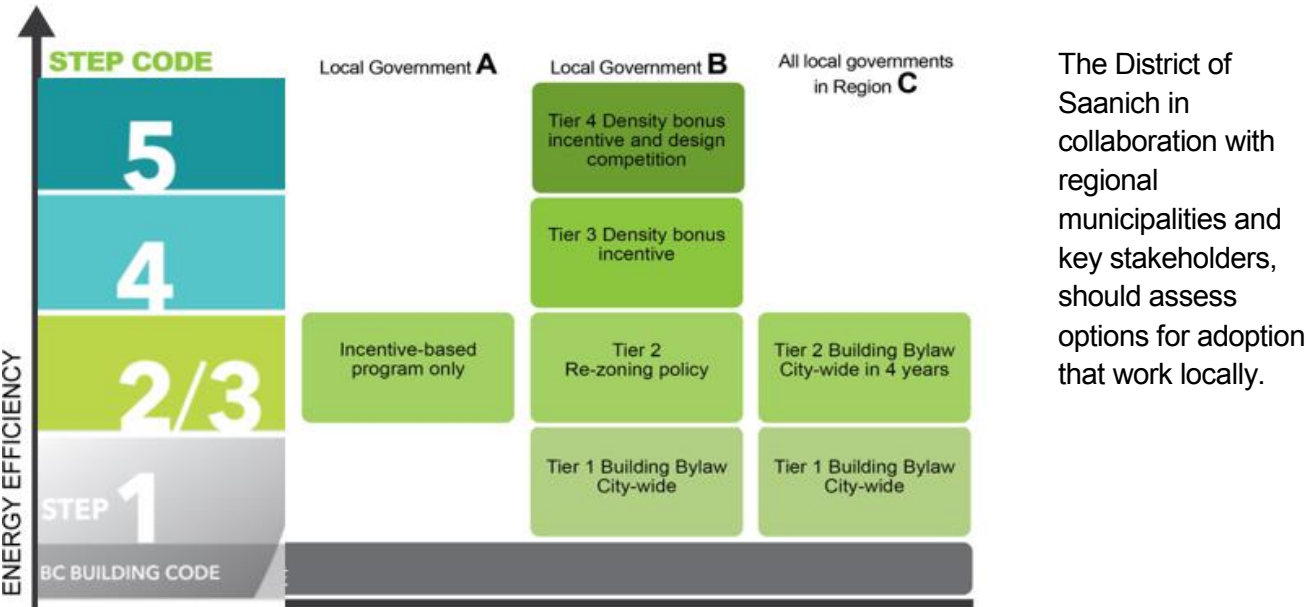 STEP CODE
Local Government A
Local Government B
All local governments
in Region C
5
Tier 4 Density bonus
incentive and design
competition
4
Tier 3 Density bonus
incentive
2/3
Incentive-based
program only
Tier 2
Re-zoning policy
Tier 2 Building Bylaw
City-wide in 4 years
STEP 1
Tier 1 Building Bylaw
City-wide
Tier 1 Building Bylaw
City-wide
BC BUILDING CODE
ENERGY EFFICIENCY
The District of
Saanich in
collaboration with
regional
municipalities and
key stakeholders,
should assess
options for adoption
that work locally.